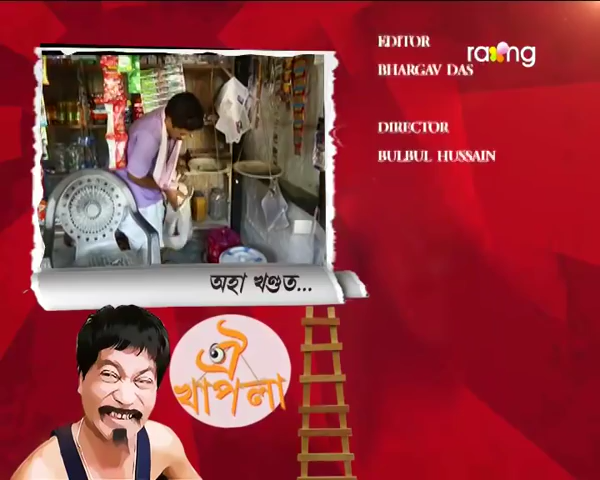 EDITOR
rang
BHARGAV DAS
DIRECTOR
BULBUL HUSSAIN
অহা খণ্ডত...
ঐ
খাপলা